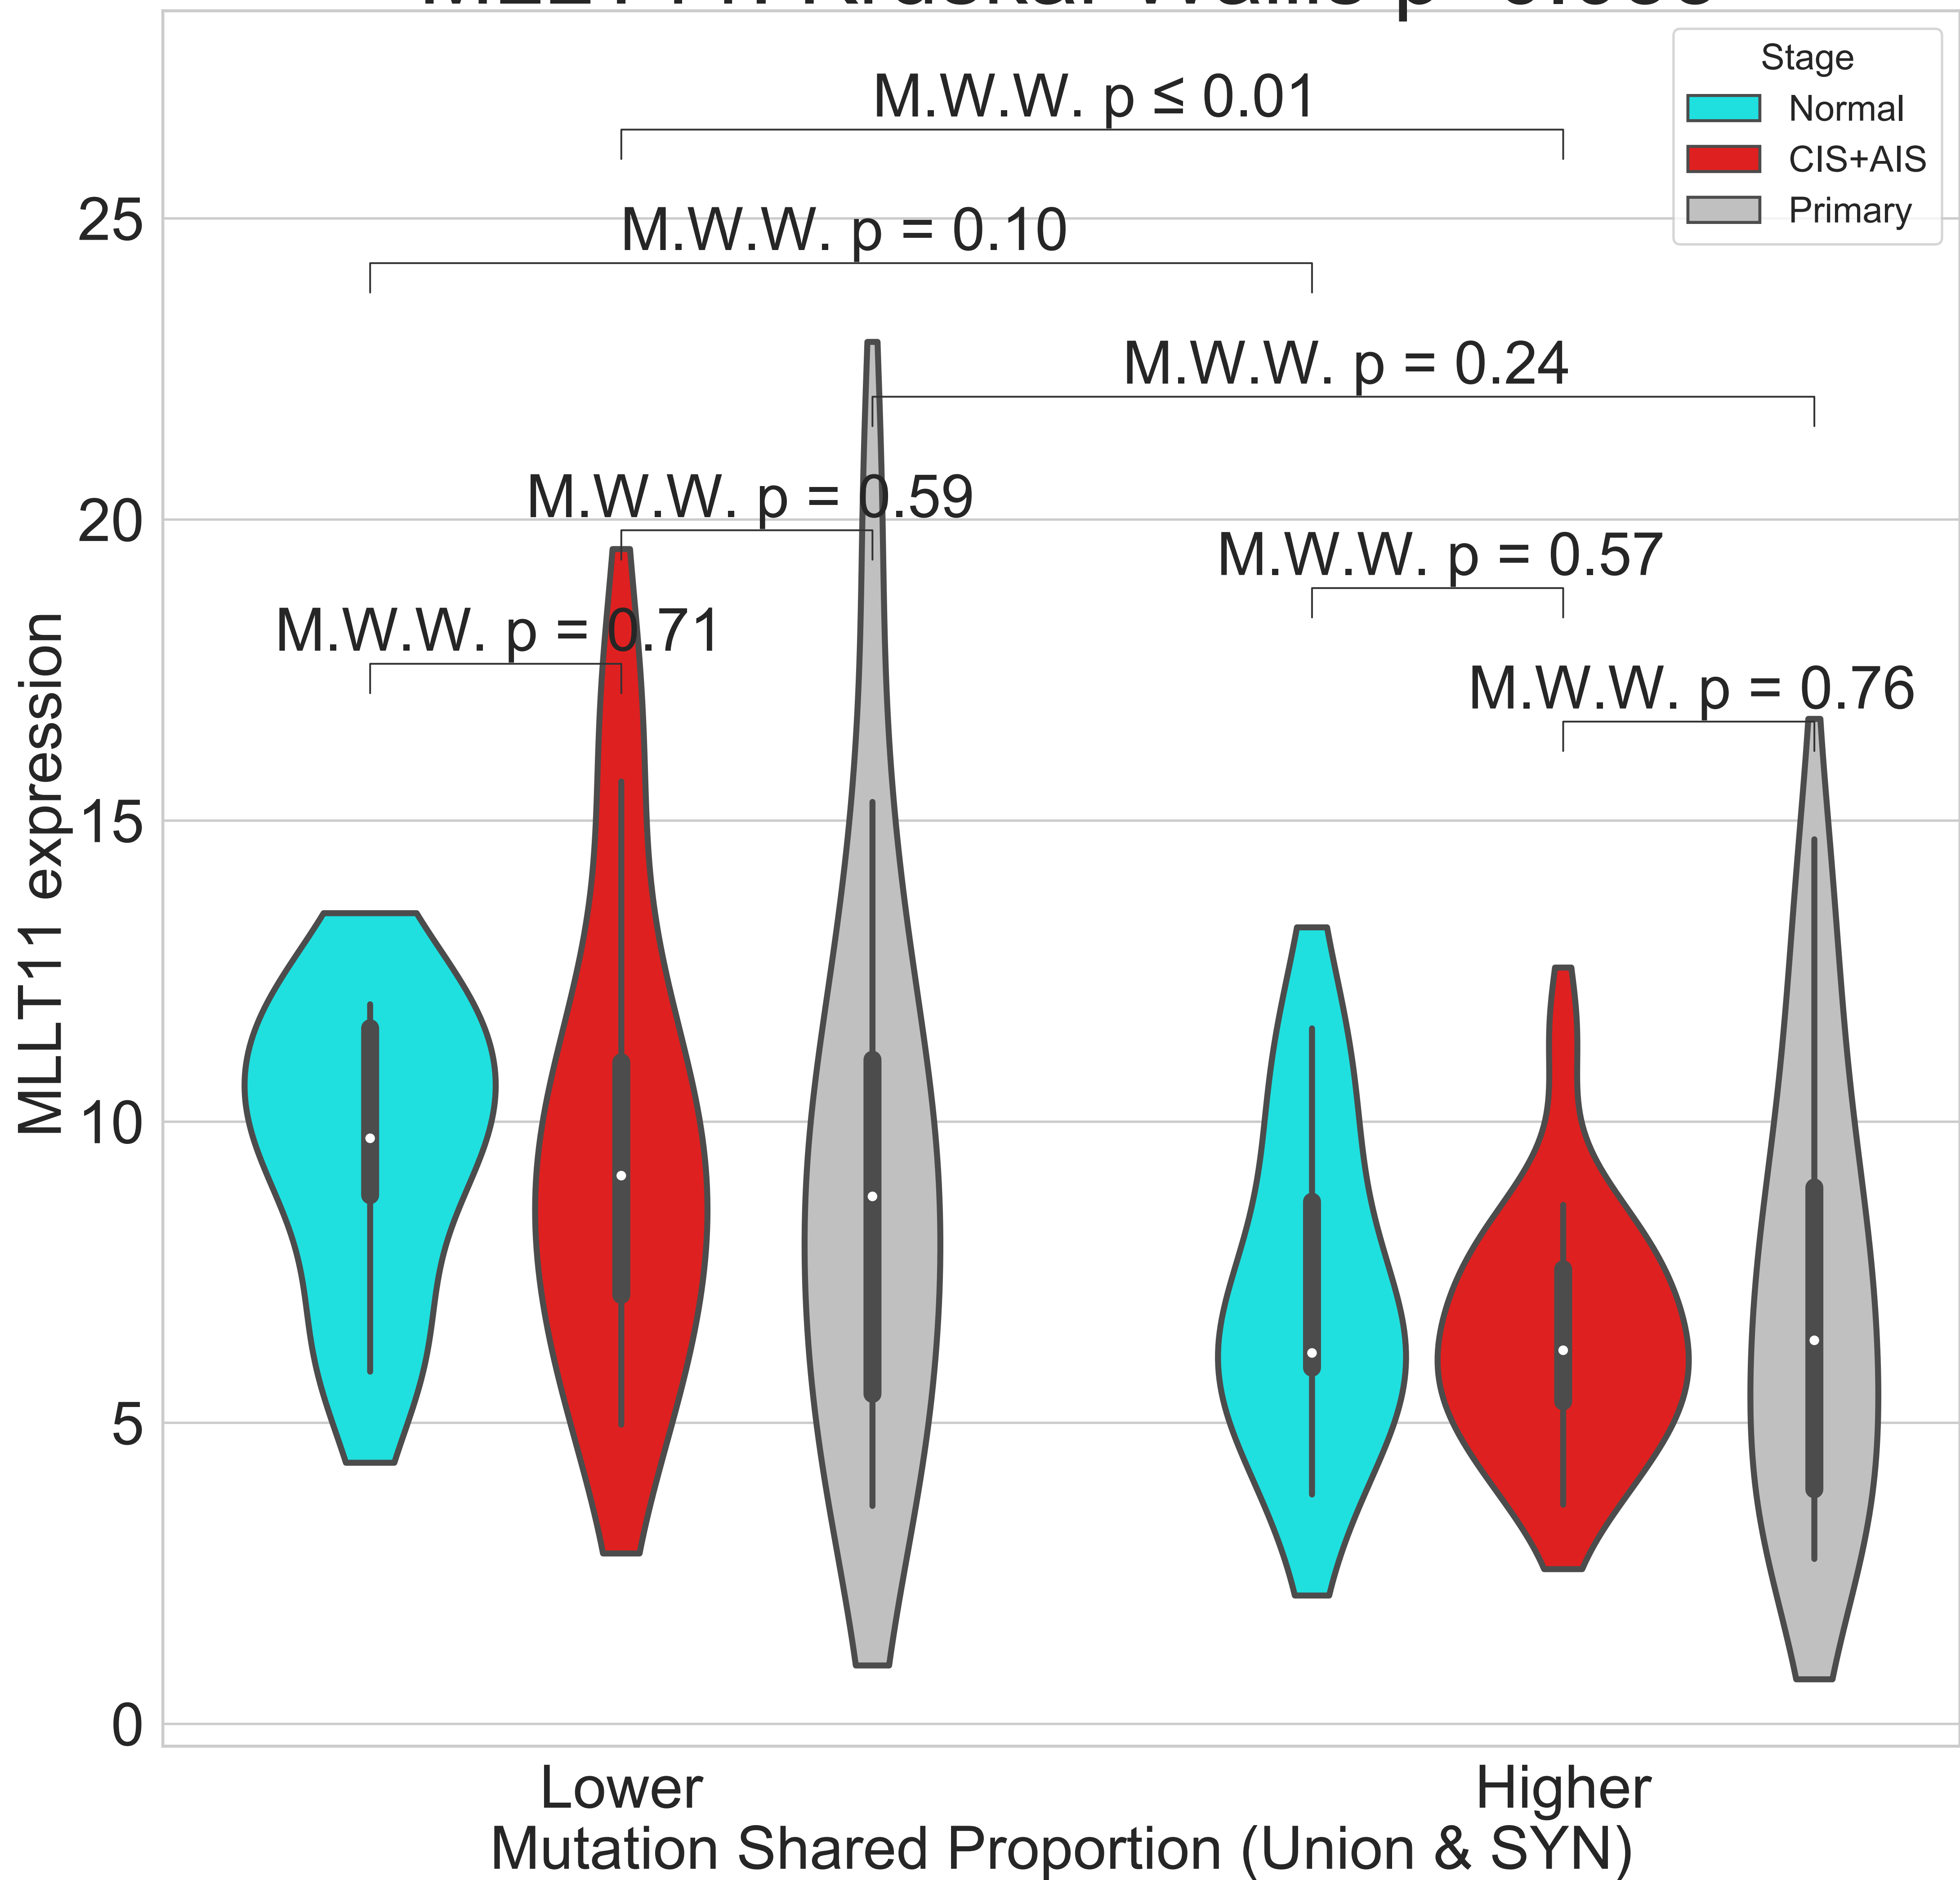 Stage
Normal
CIS+AIS
Primary
M.W.W. p ≤ 0.01
M.W.W. p = 0.10
M.W.W. p = 0.24
M.W.W. p = 0.59
M.W.W. p = 0.57
M.W.W. p = 0.71
M.W.W. p = 0.76
MLLT11 expression
25
20
15
10
5
0
Lower
Higher
Mutation Shared Proportion (Union & SYN)